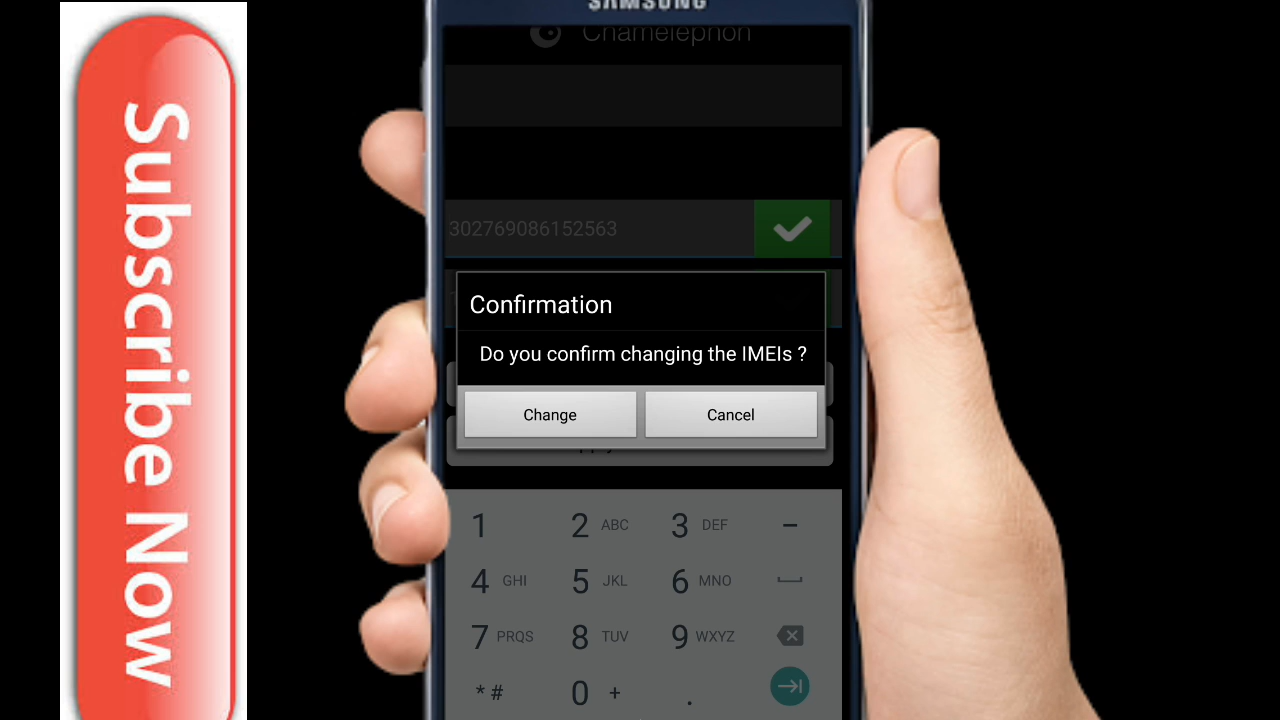 Subscribe Now
SAMSUNG
Chamelephon
302769086152563
Confirmation
Do you confirm changing the IMEIs ?
Change
Cancel
1
2 ABC
3 DEF
–
4 GHI
5 JKL
6 MNO
7 PRQS
8 TUV
9 WXYZ
* #
0 +
.